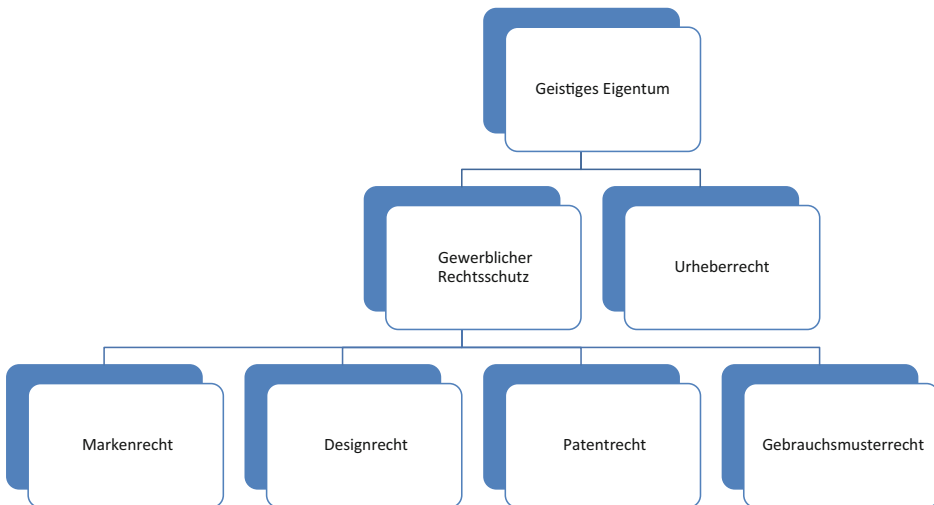 Geistiges Eigentum
Gewerblicher
Rechtsschutz
Urheberrecht
Markenrecht
Designrecht
Patentrecht
Gebrauchsmusterrecht